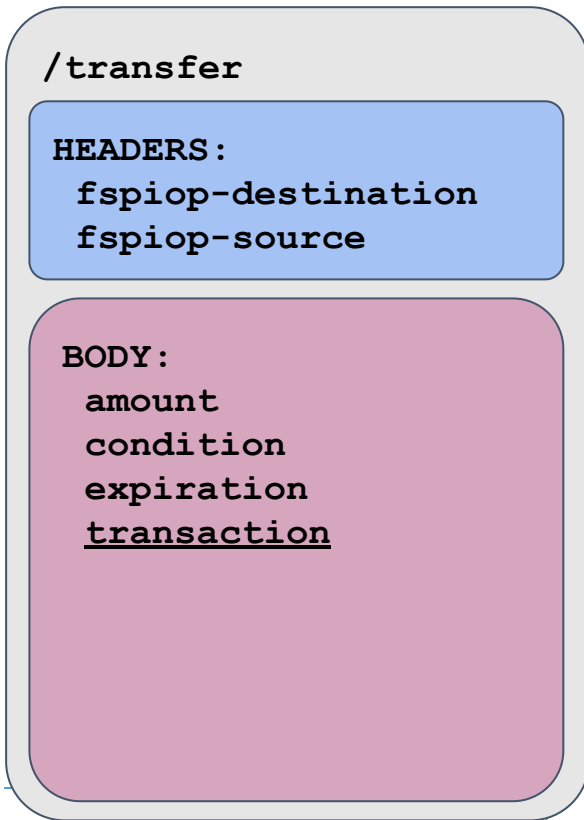 /transfer
HEADERS:
fspiop-destination
fspiop-source
BODY:
amount
condition
expiration
transaction